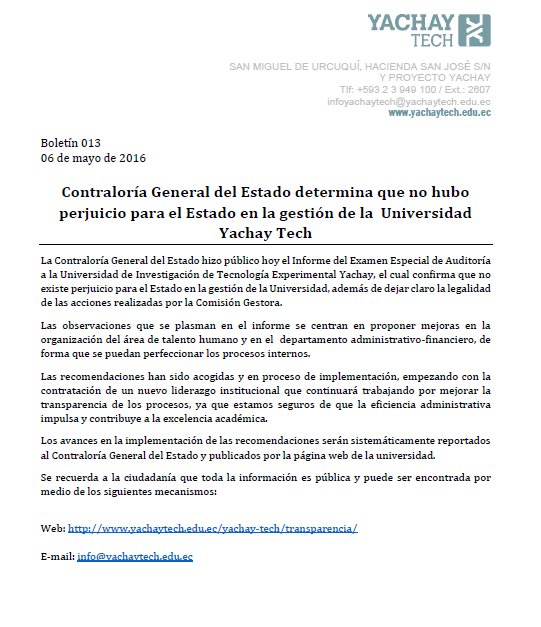 YACHAY
TECH
SAN MIGUEL DE URCUQUÍ, HACIENDA SAN JOSÉ S/N
Y PROYECTO YACHAY
Tlf: +593 2 3 949 100 / Ext.: 2607
infoyachaytech@yachaytech.edu.ec
www.yachaytech.edu.ec
Boletín 013
06 de mayo de 2016
Contraloría General del Estado determina que no hubo
perjuicio para el Estado en la gestión de la Universidad
Yachay Tech
La Contraloría General del Estado hizo público hoy el Informe del Examen Especial de Auditoría
a la Universidad de Investigación de Tecnología Experimental Yachay, el cual confirma que no
existe perjuicio para el Estado en la gestión de la Universidad, además de dejar claro la legalidad
de las acciones realizadas por la Comisión Gestora.
Las observaciones que se plasman en el informe se centran en proponer mejoras en la
organización del área de talento humano y en el departamento administrativo-financiero, de
forma que se puedan perfeccionar los procesos internos.
Las recomendaciones han sido acogidas y en proceso de implementación, empezando con la
contratación de un nuevo liderazgo institucional que continuará trabajando por mejorar la
transparencia de los procesos, ya que estamos seguros de que la eficiencia administrativa
impulsa y contribuye a la excelencia académica.
Los avances en la implementación de las recomendaciones serán sistemáticamente reportados
al Contraloría General del Estado y publicados por la página web de la universidad.
Se recuerda a la ciudadanía que toda la información es pública y puede ser encontrada por
medio de los siguientes mecanismos:
Web: http://www.yachaytech.edu.ec/yachay-tech/transparencia/
E-mail: info@yachaytech.edu.ec